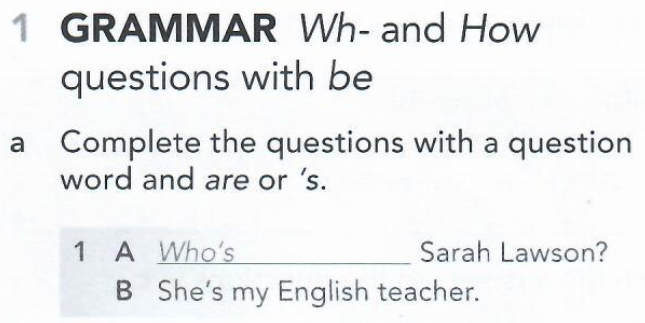 1 GRAMMAR Wh- and How
questions with be
a Complete the questions with a question
word and are or 's.
1 A Who's__________ Sarah Lawson?
B She's my English teacher.